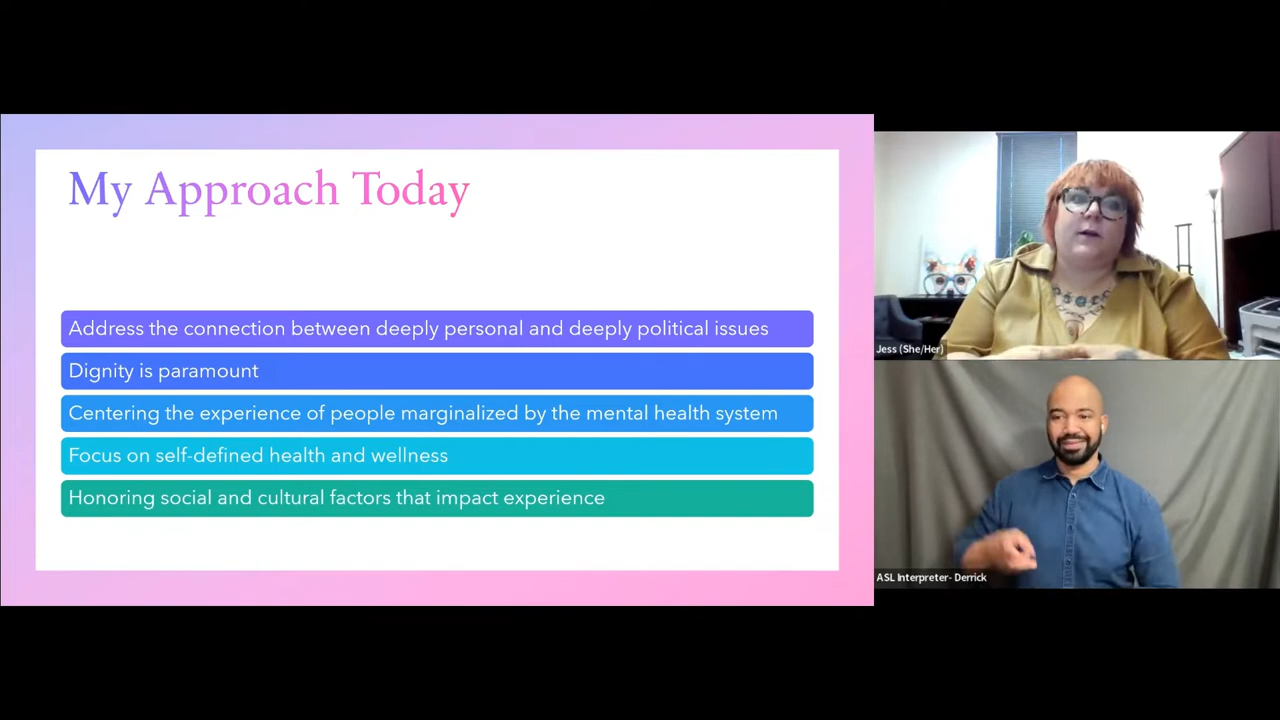 My Approach Today
Address the connection between deeply personal and deeply political issues
Dignity is paramount
Centering the experience of people marginalized by the mental health system
Focus on self-defined health and wellness
Honoring social and cultural factors that impact experience
Jess (She/Her)
ASL Interpreter- Derrick